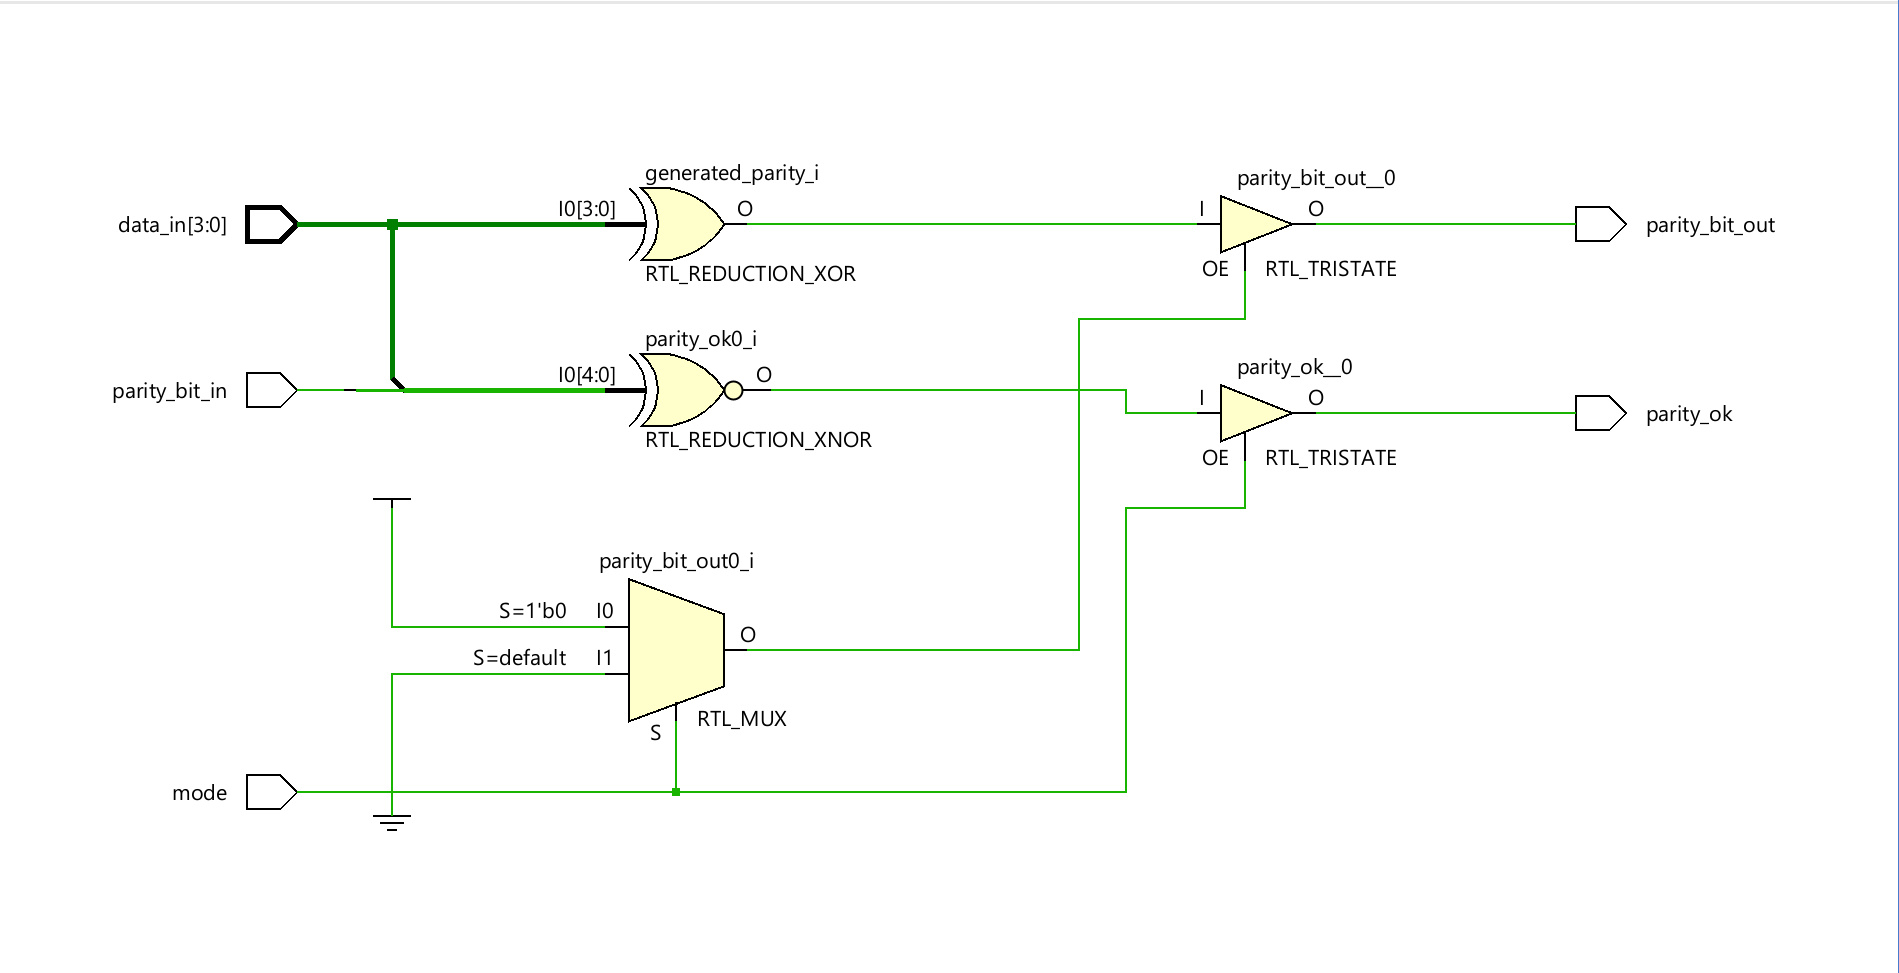 generated_parity_i
data_in[3:0]
I0[3:0]
O
RTL_REDUCTION_XOR
parity_bit_out__0
I
O
OE
RTL_TRISTATE
parity_bit_out
parity_ok0_i
parity_bit_in
I0[4:0]
O
RTL_REDUCTION_XNOR
parity_ok__0
I
O
OE
RTL_TRISTATE
parity_ok
parity_bit_out0_i
S=1'b0
I0
S=default
I1
O
S
RTL_MUX
mode